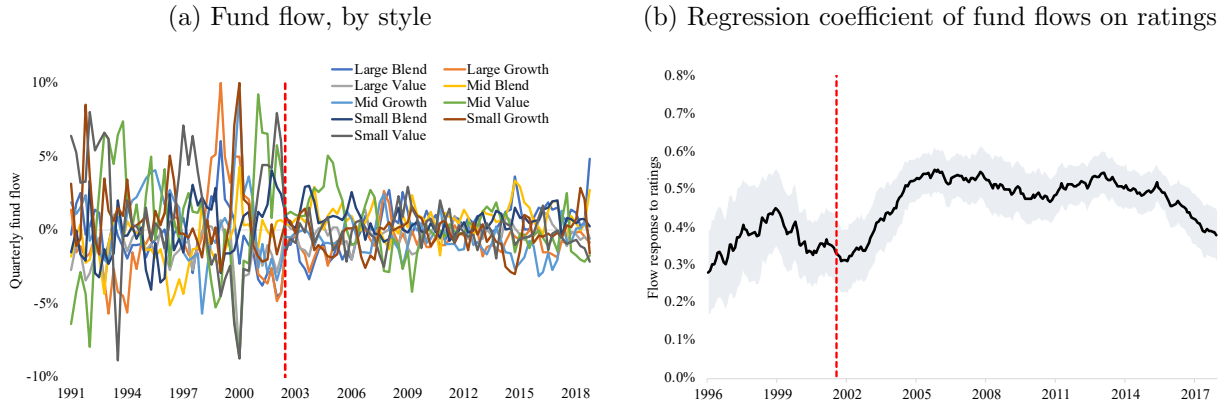 (a) Fund flow, by style
Large Blend Large Growth
Large Value Mid Blend
Mid Growth Mid Value
Small Blend Small Growth
Small Value
Quarterly fund flow
10%
5%
0%
-5%
-10%
1991 1994 1997 2000 2003 2006 2009 2012 2015 2018
(b) Regression coefficient of fund flows on ratings
Flow response to ratings
0.8%
0.7%
0.6%
0.5%
0.4%
0.3%
0.2%
0.1%
0.0%
1996 1999 2002 2005 2008 2011 2014 2017